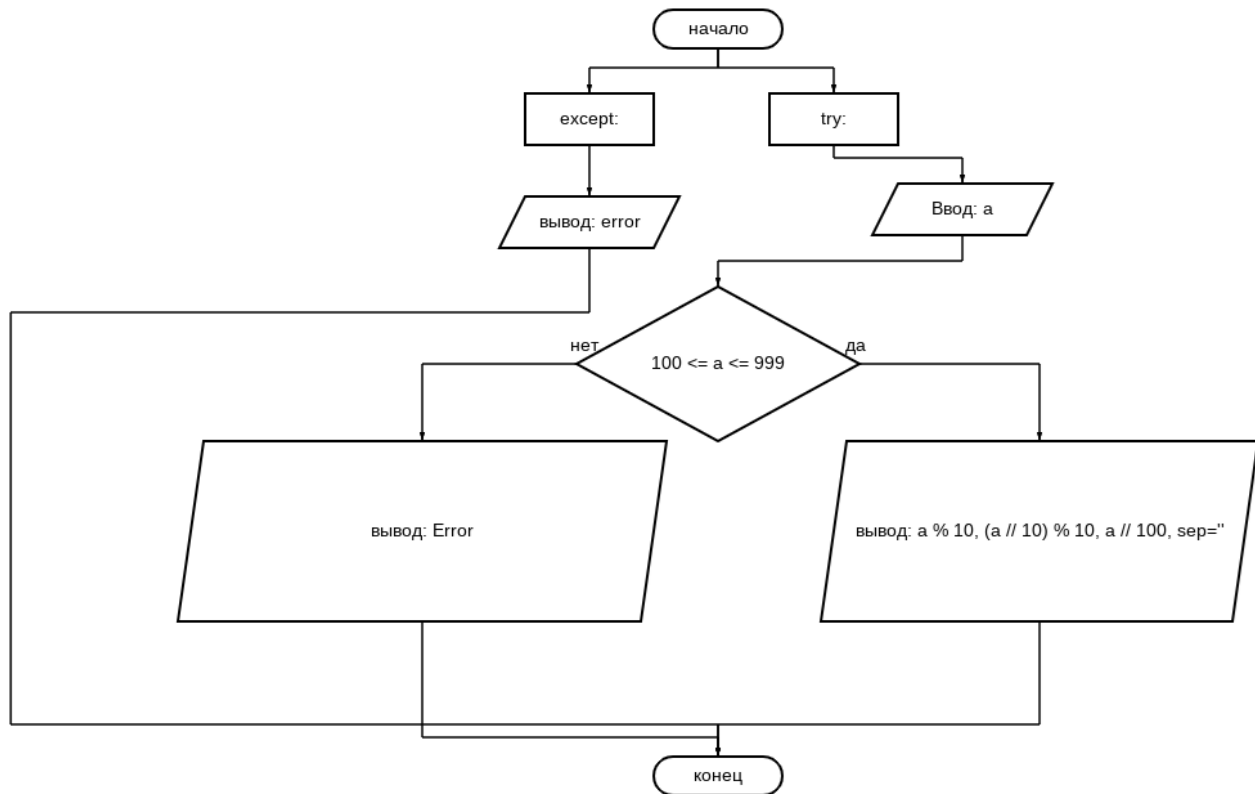 начало
except:
try:
вывод: error
Ввод: a
нет
да
100 <= a <= 999
вывод: Error
вывод: a % 10, (a // 10) % 10, a // 100, sep=''
конец